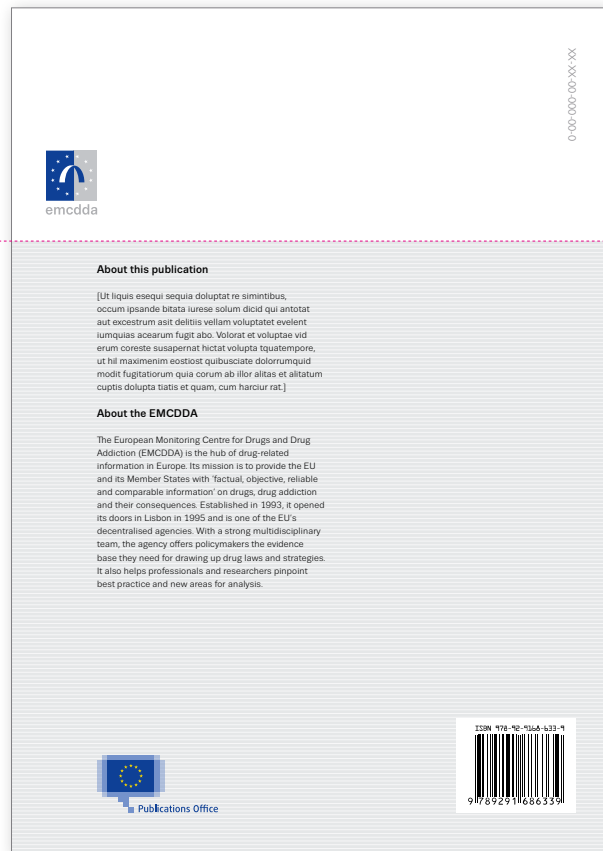 XX-XX-00-000-00-0
emcdda
About this publication
[Ut liquis esequi sequia doluptat re simintibus,
occum ipsande bitata iurese solum dicid qui antotat
aut excestrum asit delitiis vellam voluptatet evelent
iumquias acearum fugit abo. Volorat et voluptae vid
erum coreste susapernat hictat volupta tquatempore,
ut hil maximenim eostiost quibusciate dolorrumquid
modit fugitatiorum quia corum ab illor alitas et alitatum
cuptis dolupta tiatis et quam, cum harciur rat.]
About the EMCDDA
The European Monitoring Centre for Drugs and Drug
Addiction (EMCDDA) is the hub of drug-related
information in Europe. Its mission is to provide the EU
and its Member States with 'factual, objective, reliable
and comparable information' on drugs, drug addiction
and their consequences. Established in 1993, it opened
its doors in Lisbon in 1995 and is one of the EU's
decentralised agencies. With a strong multidisciplinary
team, the agency offers policymakers the evidence
base they need for drawing up drug laws and strategies.
It also helps professionals and researchers pinpoint
best practice and new areas for analysis.
ISBN 978-92-9168-633-9
9 789291 686339
Publications Office